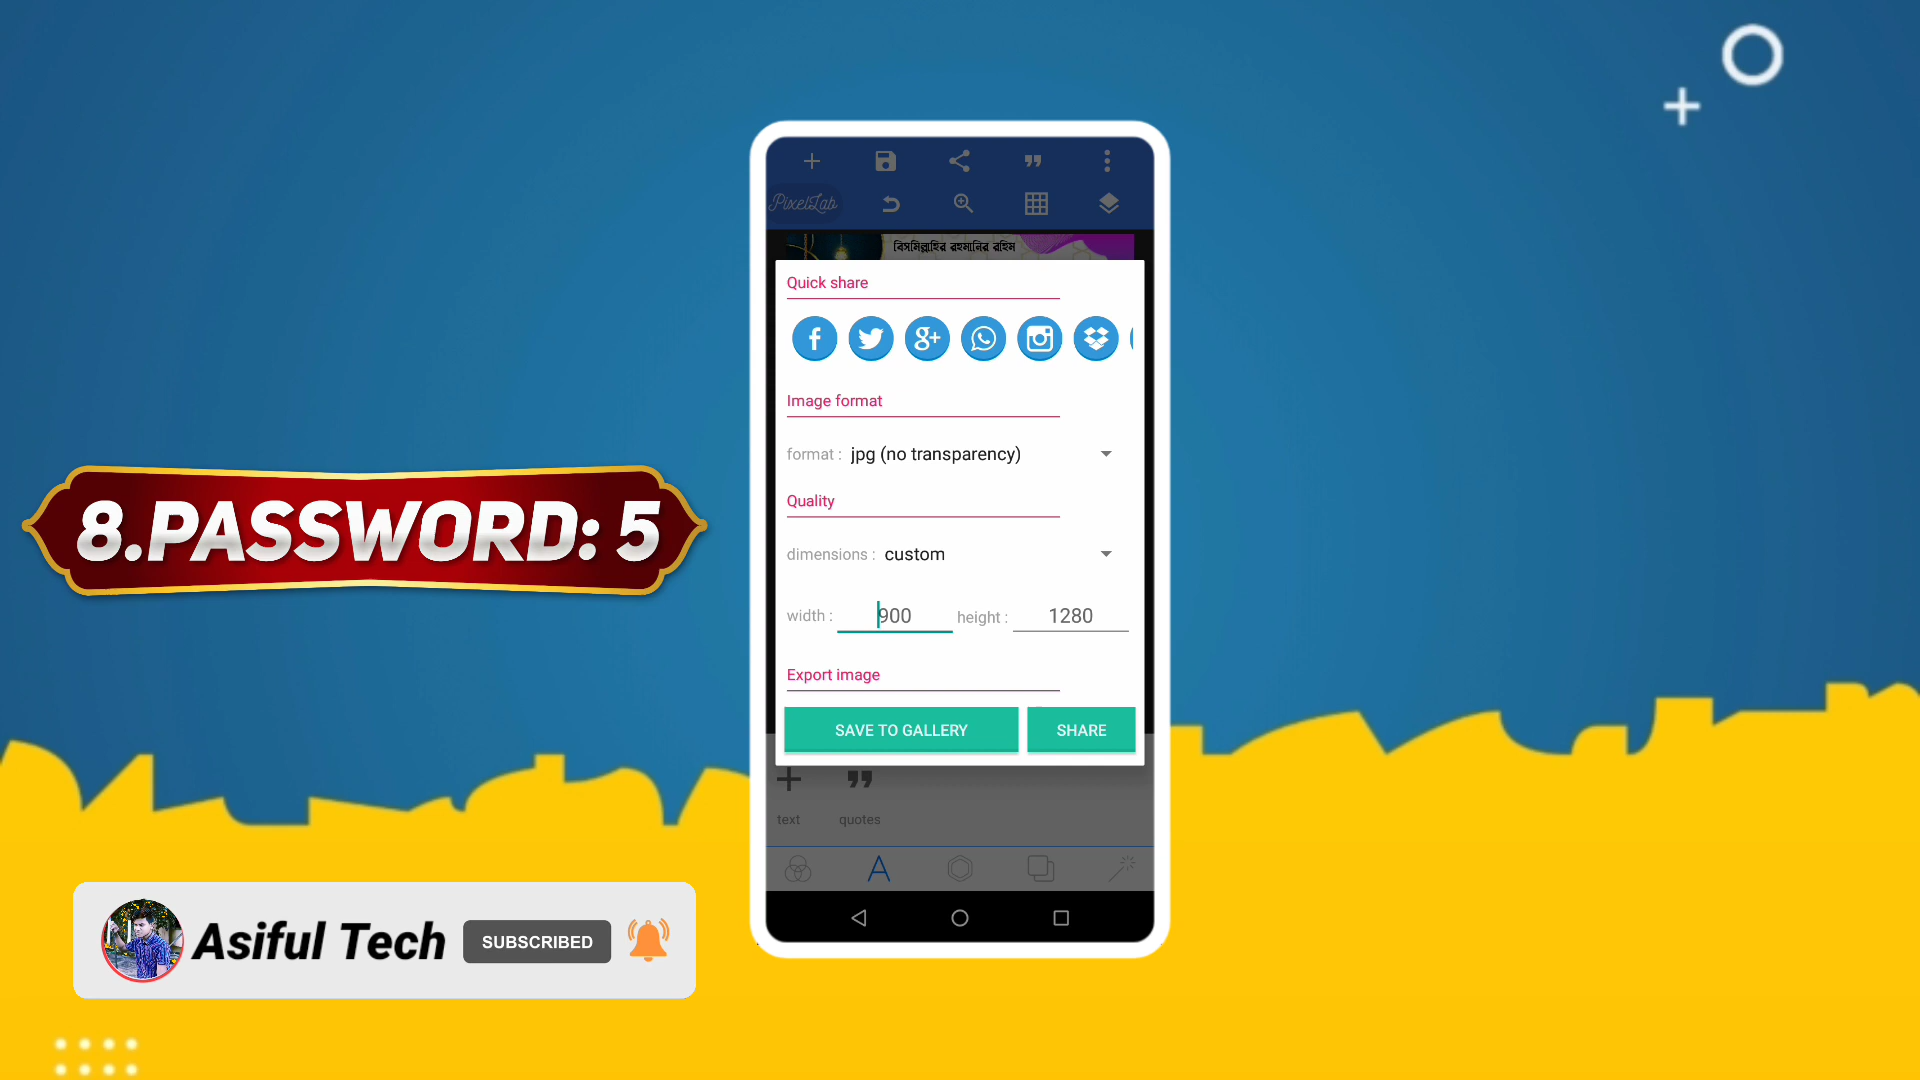 PixelLab
বিসমিল্লাহির রহমানির রহিম
Quick share
Image format
format : jpg (no transparency)
Quality
dimensions : custom
width : 900 height : 1280
Export image
SAVE TO GALLERY SHARE
text quotes
8.PASSWORD: 5
Asiful Tech SUBSCRIBED